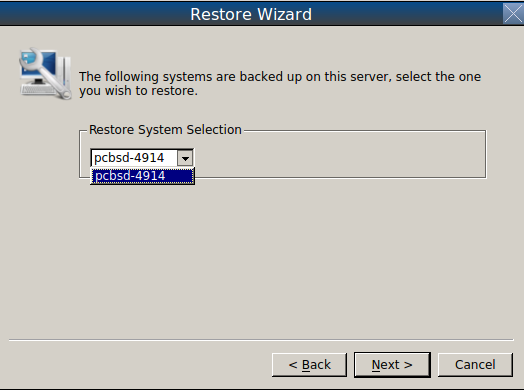 Restore Wizard
The following systems are backed up on this server, select the one
you wish to restore.
Restore System Selection
pcbsd-4914
pcbsd-4914
< Back
Next >
Cancel